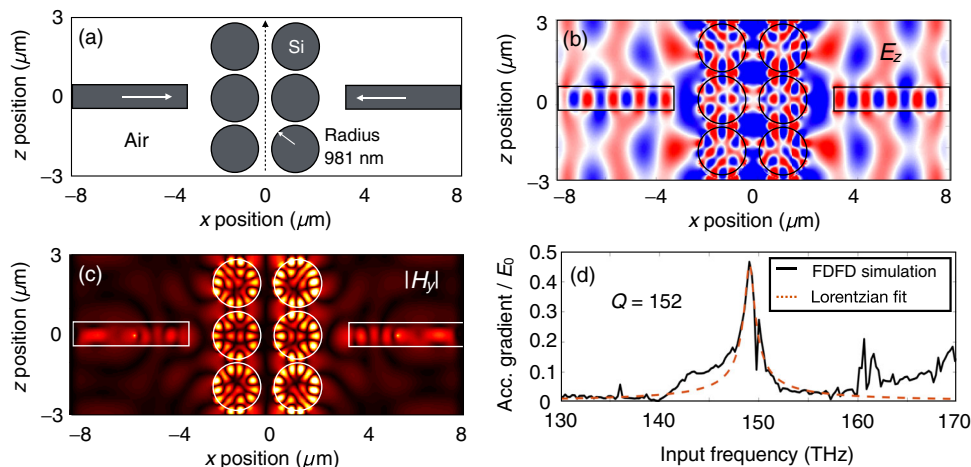 (a)
Si
Air
Radius
981 nm
z position (μm)
3
0
−3
−8
−4
0
4
8
x position (μm)
(b)
E_z
z position (μm)
3
0
−3
−8
−4
0
4
8
x position (μm)
(c)
|H_y|
z position (μm)
3
0
−3
−8
−4
0
4
8
x position (μm)
(d)
FDFD simulation
Lorentzian fit
Q = 152
Acc. gradient / E_0
0.5
0.4
0.3
0.2
0.1
0
130
140
150
160
170
Input frequency (THz)